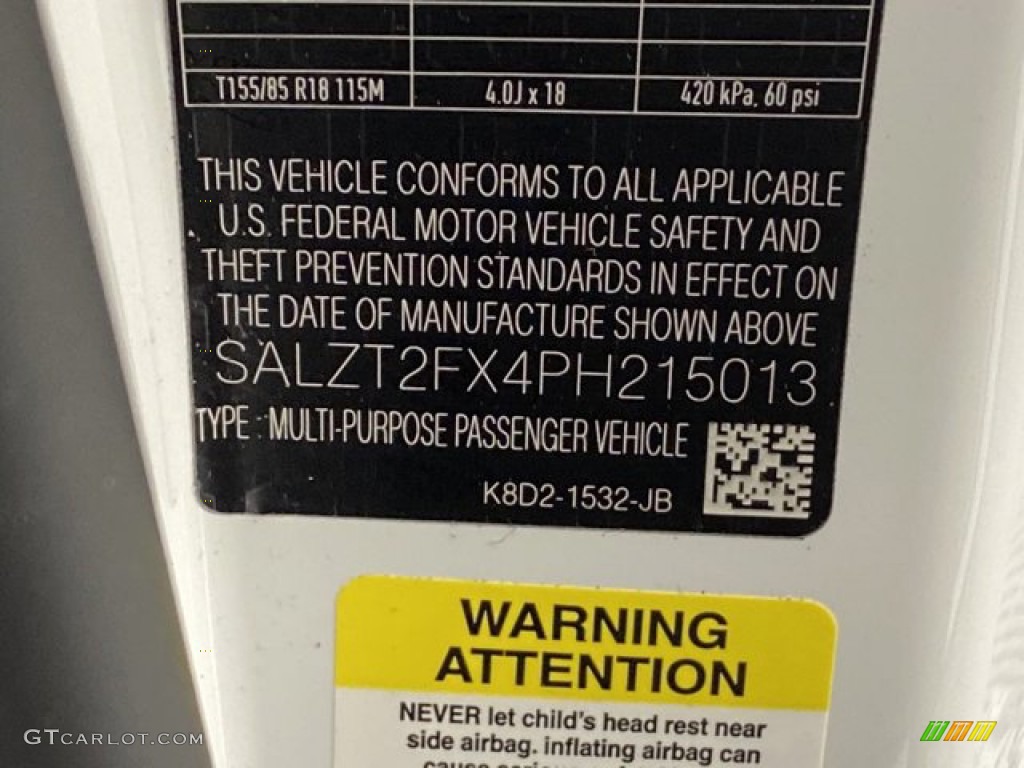 T155/85 R18 115M 4.0J x 18 420 kPa. 60 psi
THIS VEHICLE CONFORMS TO ALL APPLICABLE
U.S. FEDERAL MOTOR VEHICLE SAFETY AND
THEFT PREVENTION STANDARDS IN EFFECT ON
THE DATE OF MANUFACTURE SHOWN ABOVE
SALZT2FX4PH215013
TYPE : MULTI-PURPOSE PASSENGER VEHICLE
K8D2-1532-JB
WARNING
ATTENTION
NEVER let child's head rest near
side airbag. inflating airbag can
cause serious
GTCARLOT.COM